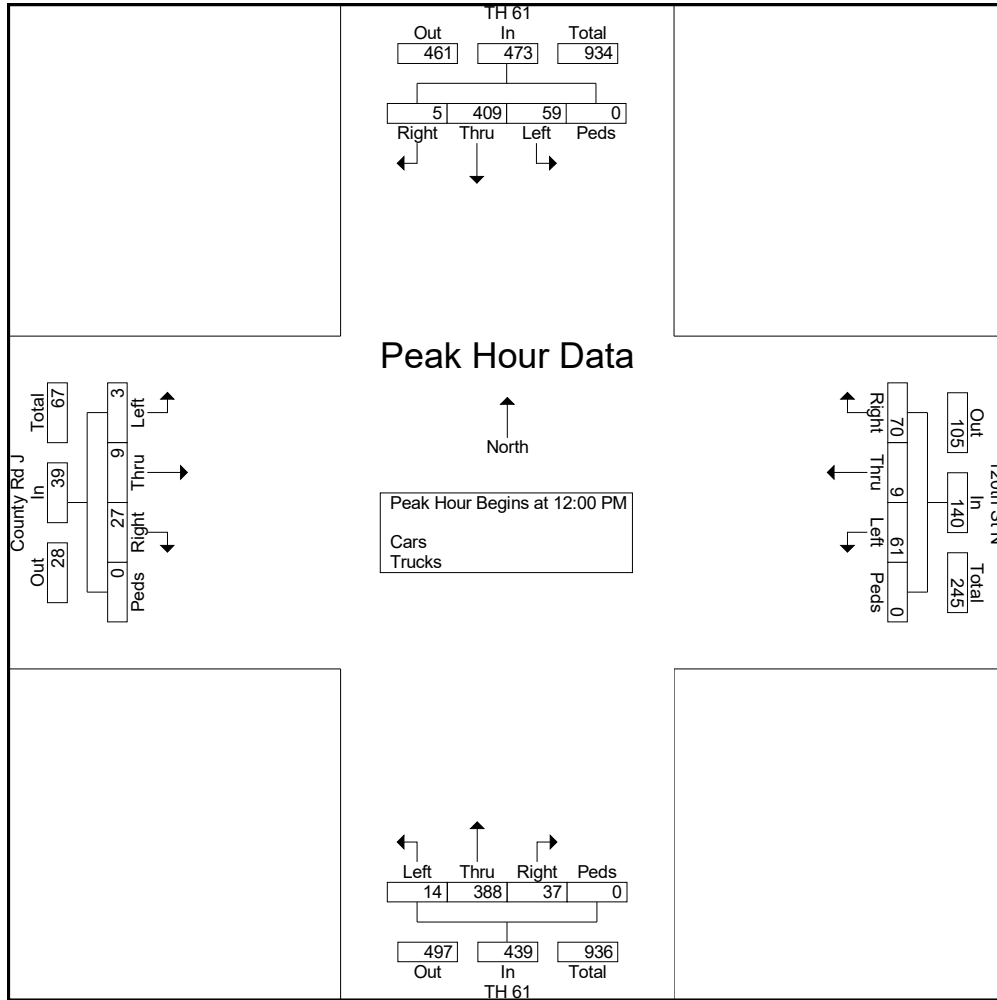 TH 61
Out In Total
461 473 934
5 409 59 0
Right Thru Left Peds
Peak Hour Data
North
Peak Hour Begins at 12:00 PM
Cars
Trucks
County Rd J
Total In Out
67 39 28
3 9 27 0
Left Thru Right Peds
Right Thru Left Peds
70 9 61 0
Out In Total
105 140 245
St N
Left Thru Right Peds
14 388 37 0
497 439 936
Out In Total
TH 61